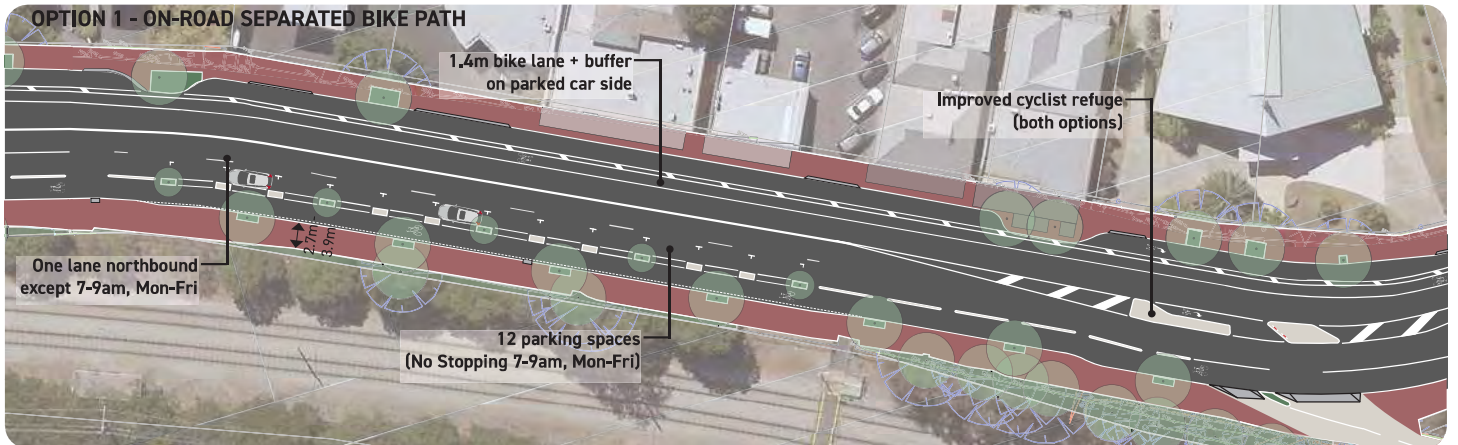 OPTION 1 - ON-ROAD SEPARATED BIKE PATH
1.4m bike lane + buffer
on parked car side
Improved cyclist refuge
(both options)
2.7m
3.9m
One lane northbound
except 7-9am, Mon-Fri
12 parking spaces
(No Stopping 7-9am, Mon-Fri)